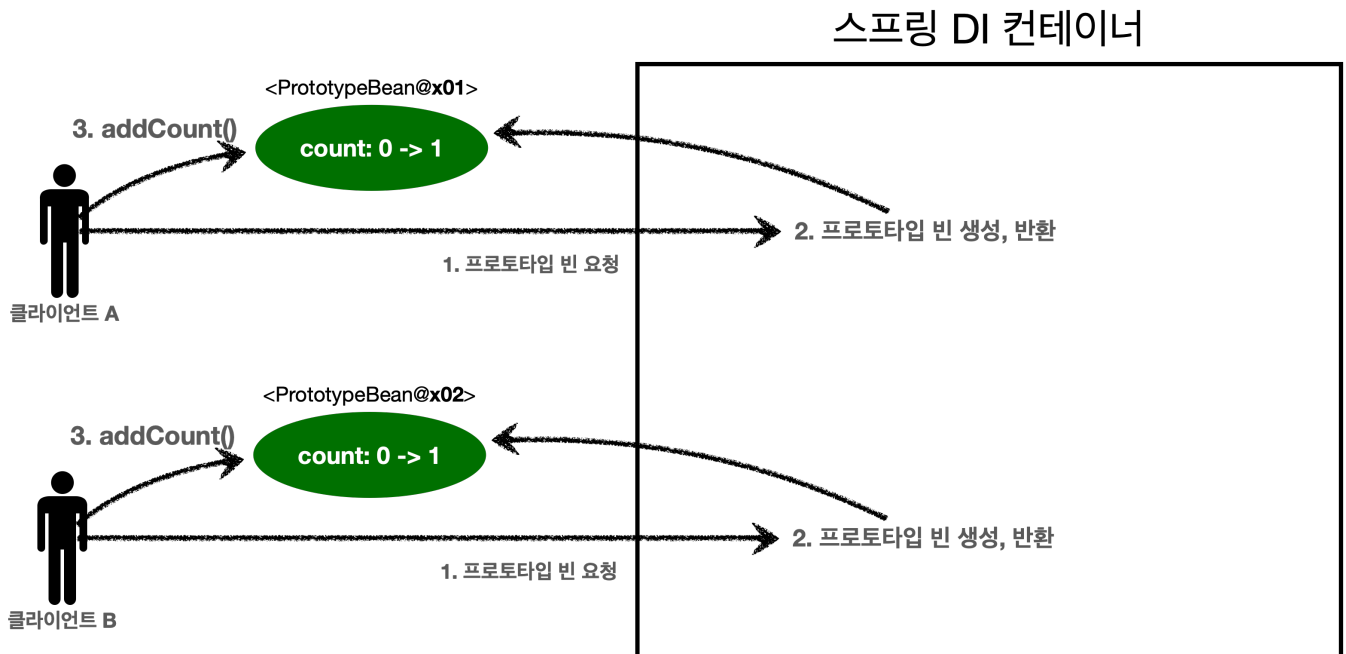 스프링 DI 컨테이너
<PrototypeBean@x01>
3. addCount()
count: 0 -> 1
2. 프로토타입 빈 생성, 반환
1. 프로토타입 빈 요청
클라이언트 A
<PrototypeBean@x02>
3. addCount()
count: 0 -> 1
2. 프로토타입 빈 생성, 반환
1. 프로토타입 빈 요청
클라이언트 B